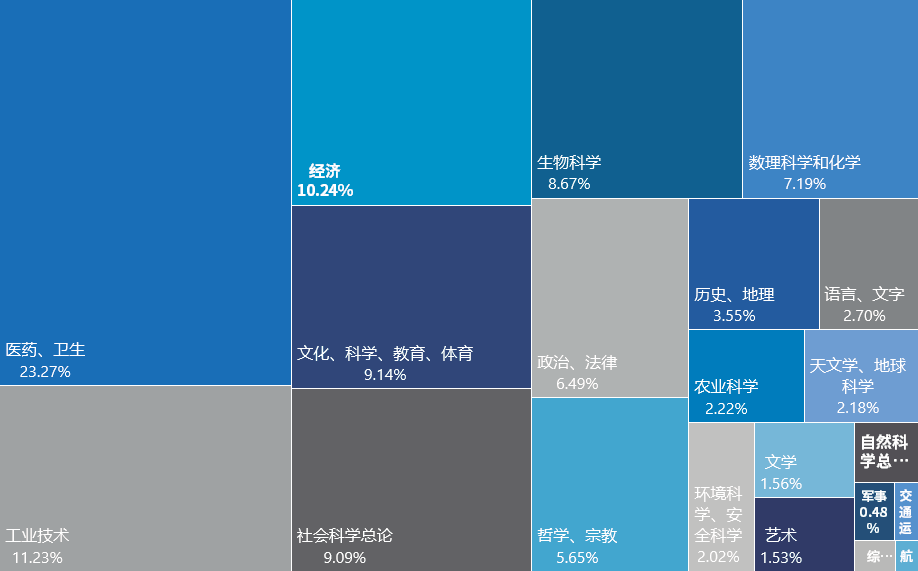 医药、卫生
23.27%
工业技术
11.23%
经济
10.24%
文化、科学、教育、体育
9.14%
社会科学总论
9.09%
生物科学
8.67%
数理科学和化学
7.19%
政治、法律
6.49%
哲学、宗教
5.65%
历史、地理
3.55%
语言、文字
2.70%
农业科学
2.22%
天文学、地球
科学
2.18%
环境科
学、安
全科学
2.02%
文学
1.56%
艺术
1.53%
自然科
学总…
军事
0.48
%
交
通
运
综…
航